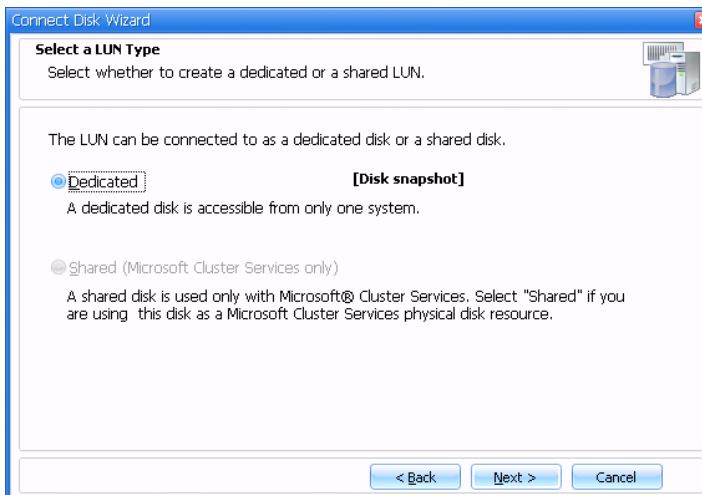 Connect Disk Wizard
Select a LUN Type
Select whether to create a dedicated or a shared LUN.
The LUN can be connected to as a dedicated disk or a shared disk.
Dedicated [Disk snapshot]
A dedicated disk is accessible from only one system.
Shared (Microsoft Cluster Services only)
A shared disk is used only with Microsoft® Cluster Services. Select "Shared" if you
are using this disk as a Microsoft Cluster Services physical disk resource.
< Back Next > Cancel